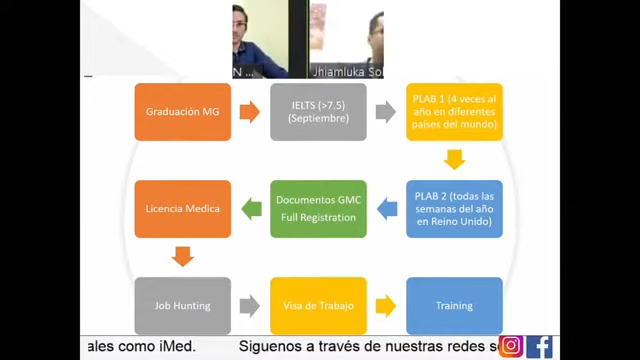 N ...
Jhiamluka Sol
Graduación MG
IELTS (>7.5)
(Septiembre)
PLAB 1 (4 veces al
año en diferentes
países del mundo)
Licencia Medica
Documentos GMC
Full Registration
PLAB 2 (todas las
semanas del año
en Reino Unido)
Job Hunting
Visa de Trabajo
Training
ales como iMed. Siguenos a través de nuestras redes so